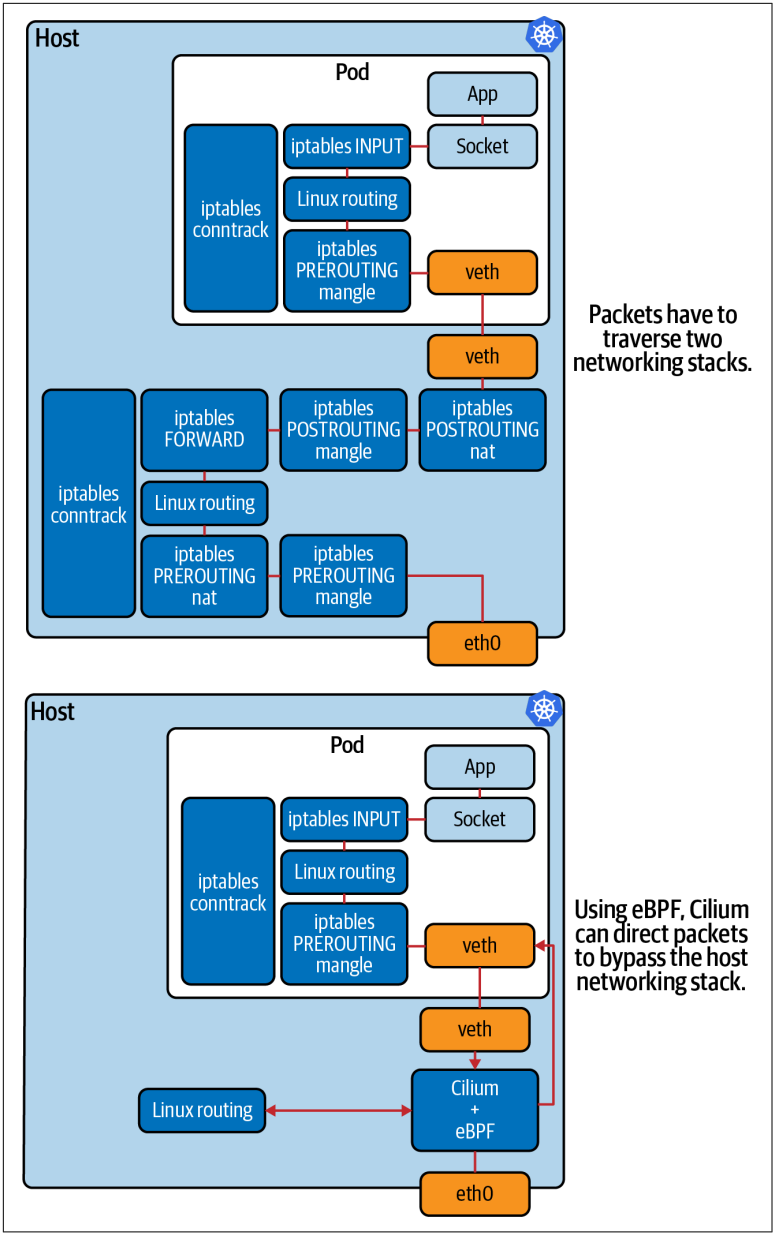 Host
Pod
App
Socket
iptables INPUT
Linux routing
iptables
conntrack
iptables
PREROUTING
mangle
veth
veth
Packets have to
traverse two
networking stacks.
iptables
conntrack
iptables
FORWARD
iptables
POSTROUTING
mangle
iptables
POSTROUTING
nat
Linux routing
iptables
PREROUTING
nat
iptables
PREROUTING
mangle
eth0
Host
Pod
App
Socket
iptables INPUT
Linux routing
iptables
conntrack
iptables
PREROUTING
mangle
veth
veth
Using eBPF, Cilium
can direct packets
to bypass the host
networking stack.
Linux routing
Cilium
+
eBPF
eth0